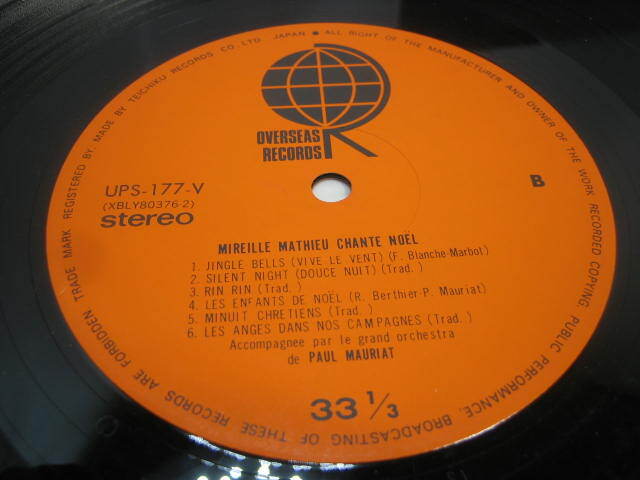 TRADE MARK REGISTERED BY. MADE BY TEICHIKU RECORDS CO., LTD. JAPAN ● ALL RIGHT OF THE MANUFACTURER AND OWNER OF THE WORK RECORDED COPYING PUBLIC PERFORMANCE, BROADCASTING OF THESE RECORDS ARE FORBIDDEN
OVERSEAS
RECORDS
UPS-177-V
(XBLY80376-2)
stereo
B
MIREILLE MATHIEU CHANTE NOËL
1. JINGLE BELLS (VIVE LE VENT) (F. Blanche-Marbot)
2. SILENT NIGHT (DOUCE NUIT) (Trad. )
3. RIN RIN (Trad. )
4. LES ENFANTS DE NOËL (R. Berthier-P. Mauriat)
5. MINUIT CHRETIENS (Trad. )
6. LES ANGES DANS NOS CAMPAGNES (Trad. )
Accompagnee par le grand orchestra
de PAUL MAURIAT
33 1/3